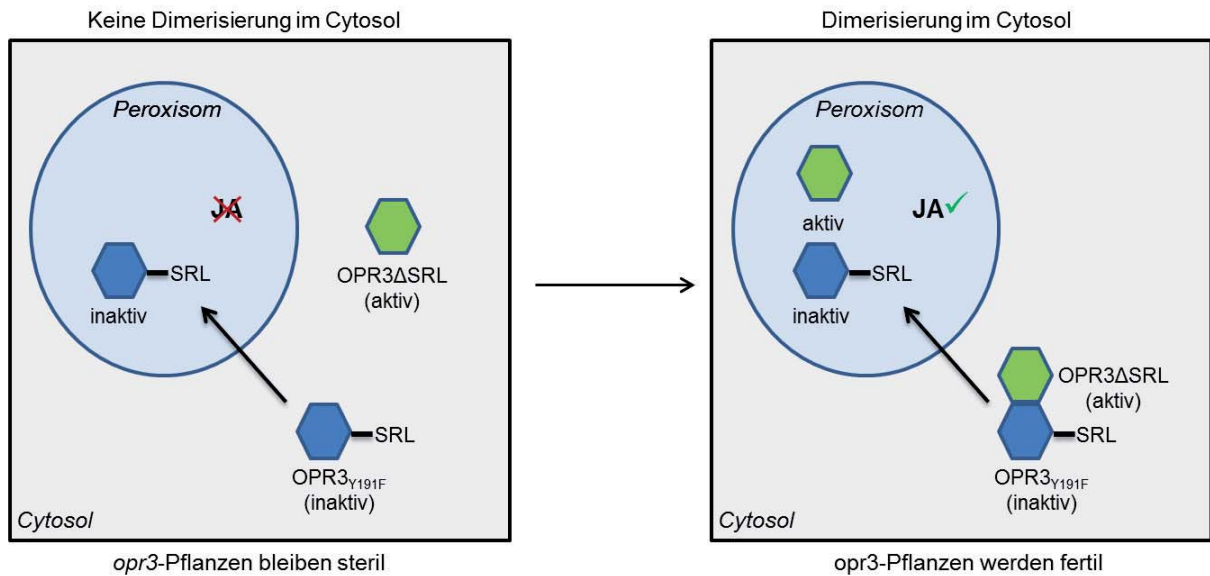 Keine Dimerisierung im Cytosol
Peroxisom
JA
SRL
inaktiv
OPR3ΔSRL
(aktiv)
SRL
OPR3Y191F
(inaktiv)
Cytosol
opr3-Pflanzen bleiben steril
Dimerisierung im Cytosol
Peroxisom
aktiv
JA✓
SRL
inaktiv
OPR3ΔSRL
(aktiv)
SRL
OPR3Y191F
(inaktiv)
Cytosol
opr3-Pflanzen werden fertil